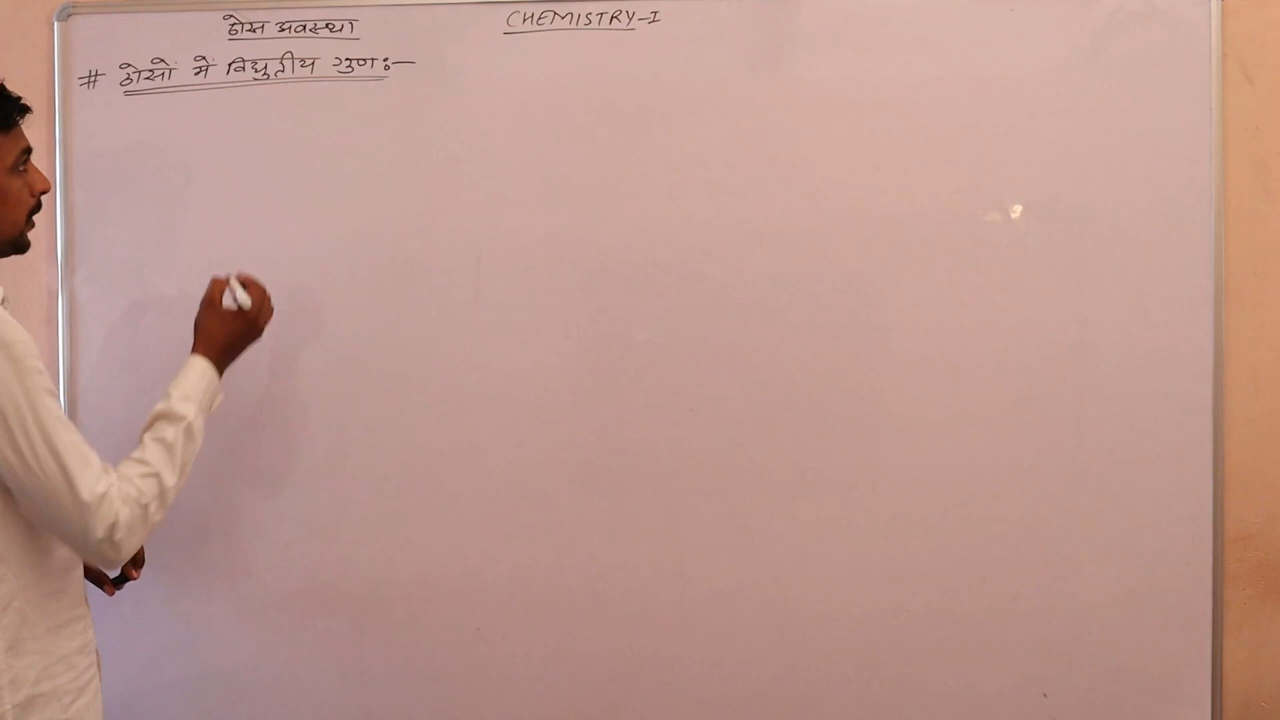 ठोस अवस्था
CHEMISTRY-I
# ठोसों में विद्युतीय गुण:-